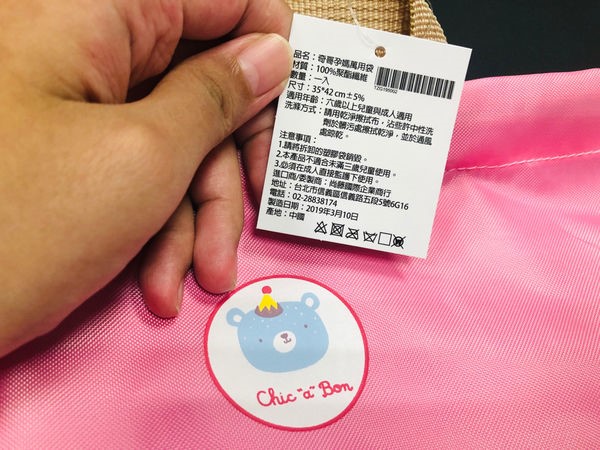 品名：奇哥孕媽萬用袋
材質：100%聚酯纖維
數量：一入
尺寸：35*42 cm±5%
適用年齡：六歲以上兒童與成人適用
洗滌方式：請用乾淨擦拭布，沾些許中性洗
劑於髒污處擦拭乾淨，並於通風
處晾乾。
TZG195002
注意事項：
1.請將拆卸的塑膠袋銷毀。
2.本產品不適合未滿三歲兒童使用。
3.必須在成人直接監護下使用。
進口商/委製商：尚藤國際企業商行
地址：台北市信義區信義路五段5號6G16
電話：02-28838174
製造日期：2019年3月10日
產地：中國
Chic "a" Bon